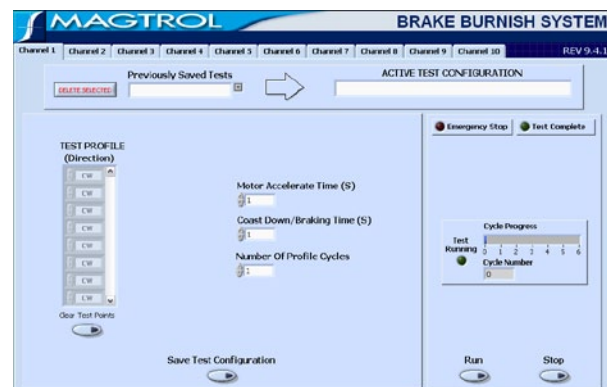 MAGTROL
BRAKE BURNISH SYSTEM
Channel 1 Channel 2 Channel 3 Channel 4 Channel 5 Channel 6 Channel 7 Channel 8 Channel 9 Channel 10 REV 9.4.1
Previously Saved Tests
ACTIVE TEST CONFIGURATION
DELETE SELECTED
Emergency Stop Test Complete
TEST PROFILE
(Direction)
CW
CW
CW
CW
CW
CW
CW
CW
Clear Test Points
Motor Accelerate Time (S)
1
Coast Down/Braking Time (S)
1
Number Of Profile Cycles
1
Cycle Progress
Test
Running
0 1 2 3 4 5 6
Cycle Number
0
Save Test Configuration
Run Stop